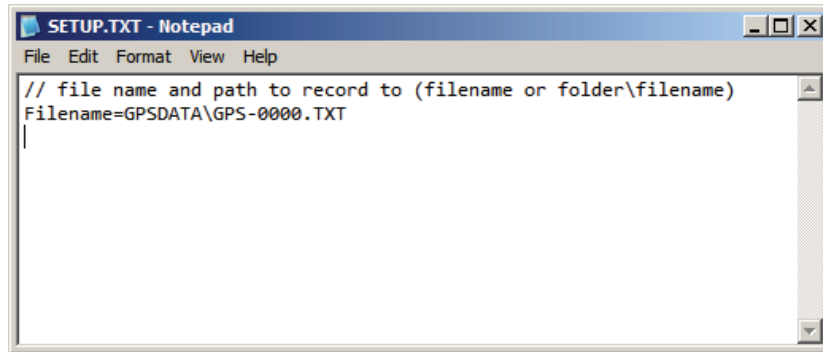 SETUP.TXT - Notepad
File Edit Format View Help
// file name and path to record to (filename or folder\filename)
Filename=GPSDATA\GPS-0000.TXT